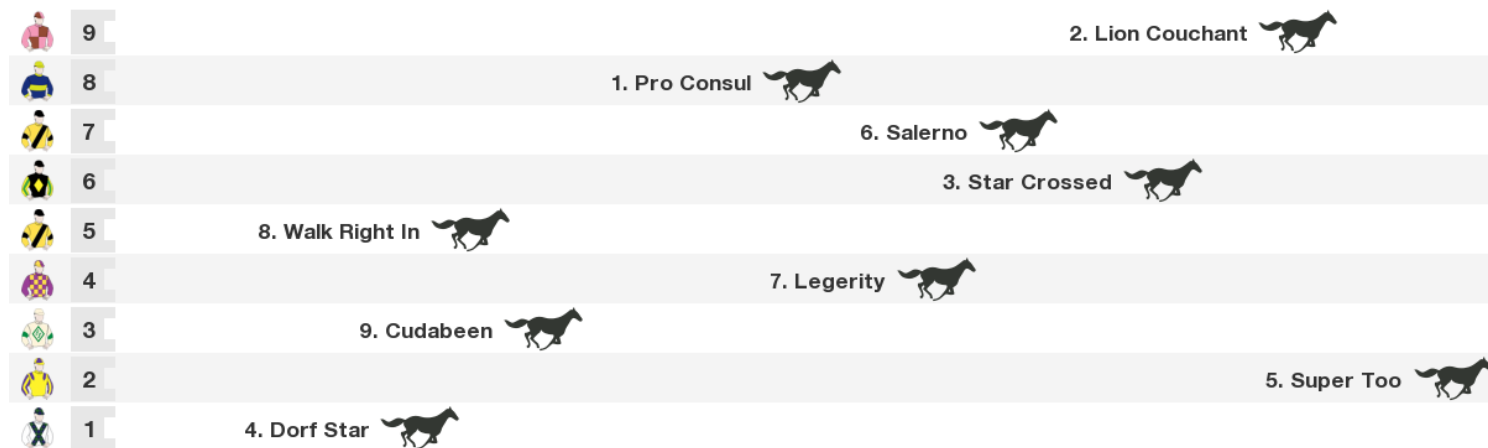 9 2. Lion Couchant
8 1. Pro Consul
7 6. Salerno
6 3. Star Crossed
5 8. Walk Right In
4 7. Legerity
3 9. Cudabeen
2 5. Super Too
1 4. Dorf Star